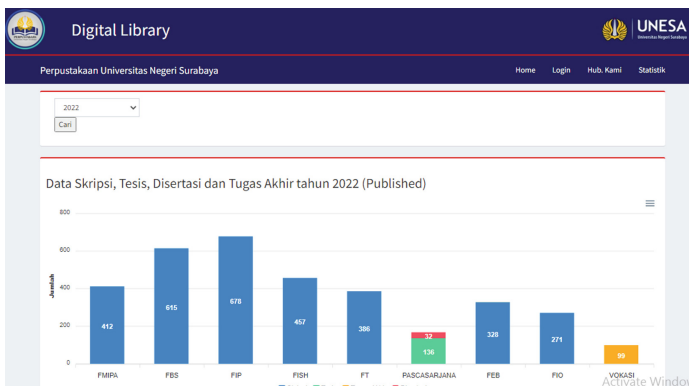 Digital Library
UNESA
Universitas Negeri Surabaya
Perpustakaan Universitas Negeri Surabaya
Home Login Hub. Kami Statistik
2022
Cari
Data Skripsi, Tesis, Disertasi dan Tugas Akhir tahun 2022 (Published)
Jumlah
800
600
400
200
0
412
615
678
457
386
32
136
328
271
99
FMIPA FBS FIP FISH FT PASCASARJANA FEB FIO VOKASI
Activate Window